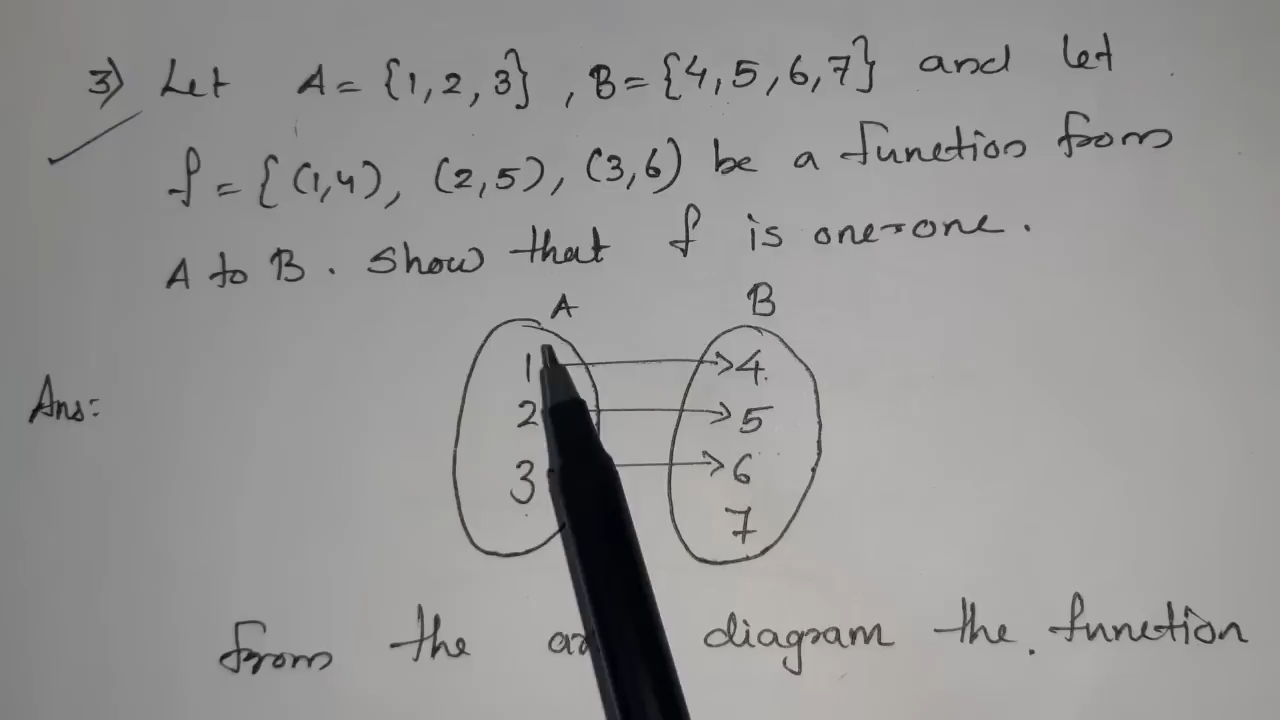 3) Let A = {1, 2, 3}, B = {4, 5, 6, 7} and let
f = { (1,4), (2,5), (3,6) be a function from
A to B. Show that f is one-one.
A B
1 4
Ans: 2 5
3 6
7
From the diagram the function